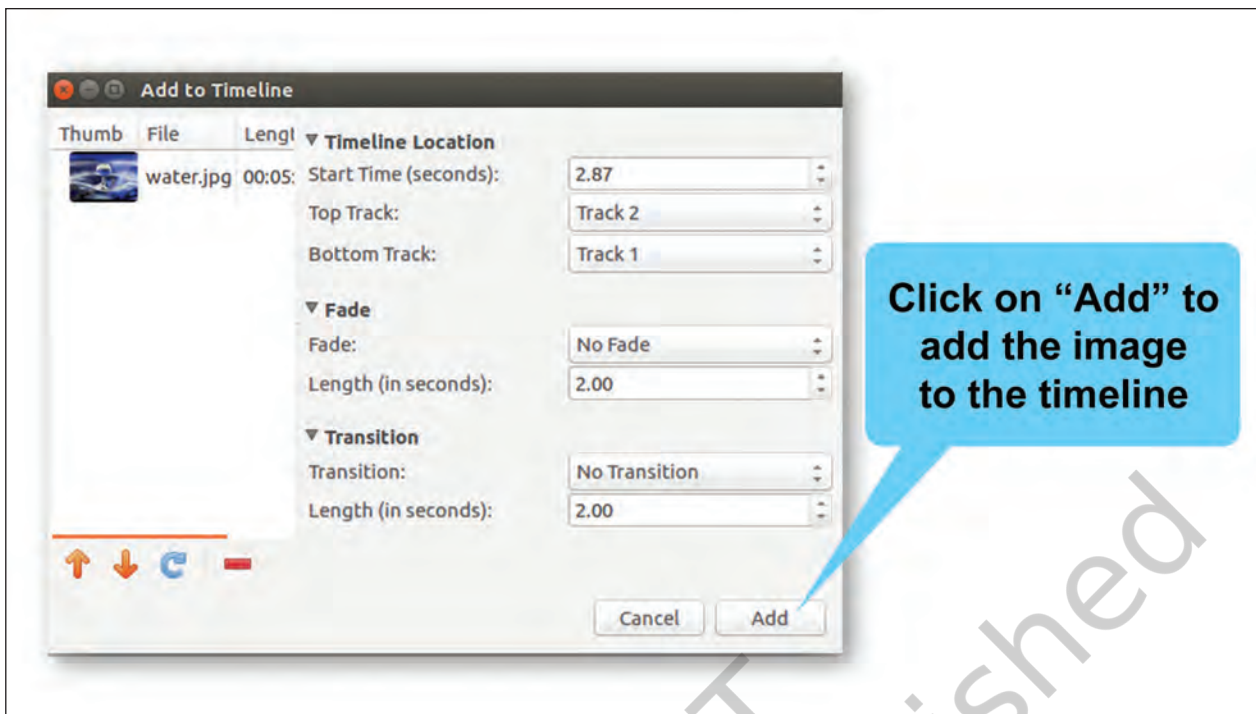 Add to Timeline
Thumb File Lengt
water.jpg 00:05:
▼ Timeline Location
Start Time (seconds): 2.87
Top Track: Track 2
Bottom Track: Track 1
▼ Fade
Fade: No Fade
Length (in seconds): 2.00
▼ Transition
Transition: No Transition
Length (in seconds): 2.00
Cancel Add
Click on “Add” to
add the image
to the timeline
ished